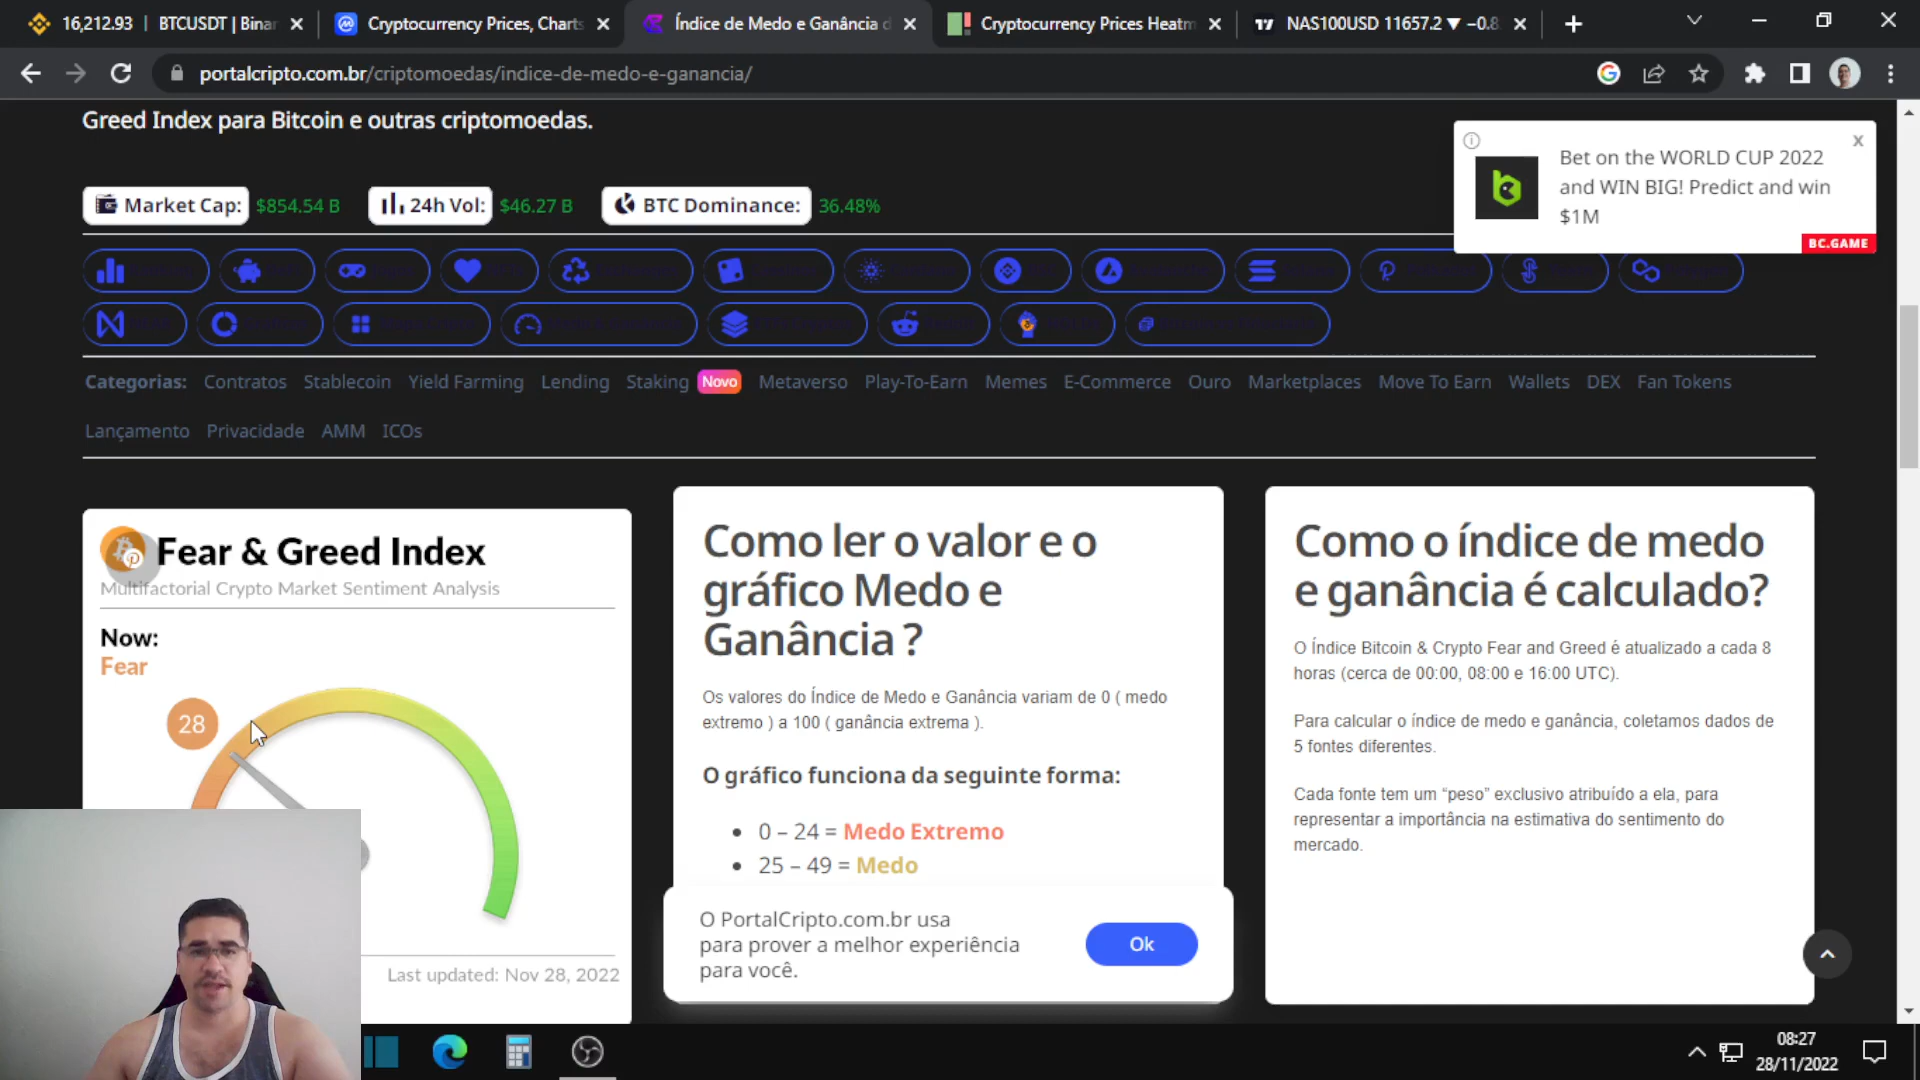 16,212.93 | BTCUSDT | Binan
Cryptocurrency Prices, Charts
Índice de Medo e Ganância d
Cryptocurrency Prices Heatm
NAS100USD 11657.2 ▼ −0.8
portalcripto.com.br/criptomoedas/indice-de-medo-e-ganancia/
Greed Index para Bitcoin e outras criptomoedas.
Bet on the WORLD CUP 2022
and WIN BIG! Predict and win
$1M
BC.GAME
Market Cap: $854.54 B 24h Vol: $46.27 B BTC Dominance: 36.48%
Categorias: Contratos Stablecoin Yield Farming Lending Staking Novo Metaverso Play-To-Earn Memes E-Commerce Ouro Marketplaces Move To Earn Wallets DEX Fan Tokens
Lançamento Privacidade AMM ICOs
Fear & Greed Index
Multifactorial Crypto Market Sentiment Analysis
Now:
Fear
28
Last updated: Nov 28, 2022
Como ler o valor e o
gráfico Medo e
Ganância ?
Os valores do Índice de Medo e Ganância variam de 0 ( medo
extremo ) a 100 ( ganância extrema ).
O gráfico funciona da seguinte forma:
• 0 – 24 = Medo Extremo
• 25 – 49 = Medo
O PortalCripto.com.br usa
para prover a melhor experiência
para você.
Ok
Como o índice de medo
e ganância é calculado?
O Índice Bitcoin & Crypto Fear and Greed é atualizado a cada 8
horas (cerca de 00:00, 08:00 e 16:00 UTC).
Para calcular o índice de medo e ganância, coletamos dados de
5 fontes diferentes.
Cada fonte tem um “peso” exclusivo atribuído a ela, para
representar a importância na estimativa do sentimento do
mercado.
08:27
28/11/2022